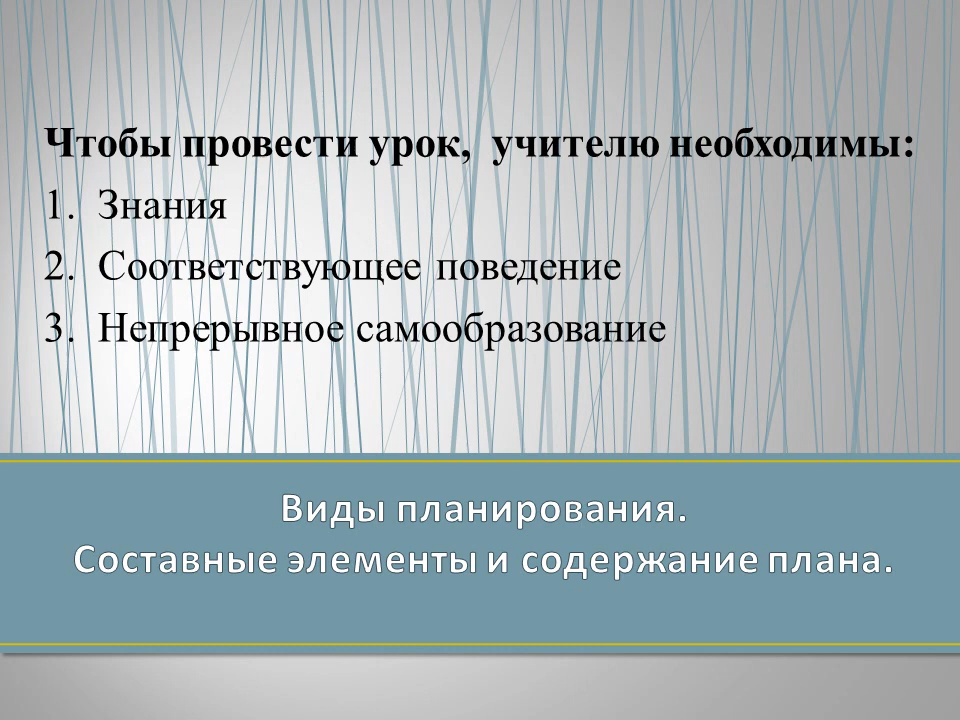 Чтобы провести урок, учителю необходимы:
1. Знания
2. Соответствующее поведение
3. Непрерывное самообразование
Виды планирования.
Составные элементы и содержание плана.